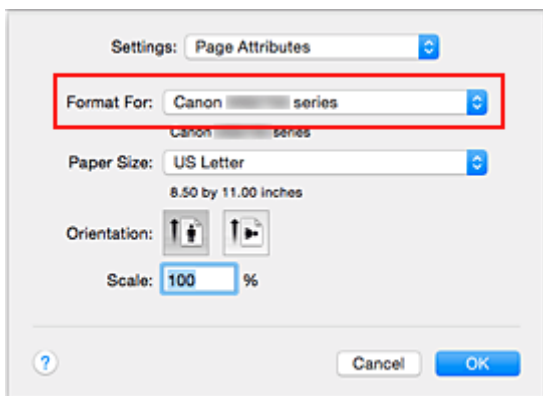 Settings: Page Attributes
Format For: Canon series
Canon series
Paper Size: US Letter
8.50 by 11.00 inches
Orientation:
Scale: 100 %
? Cancel OK